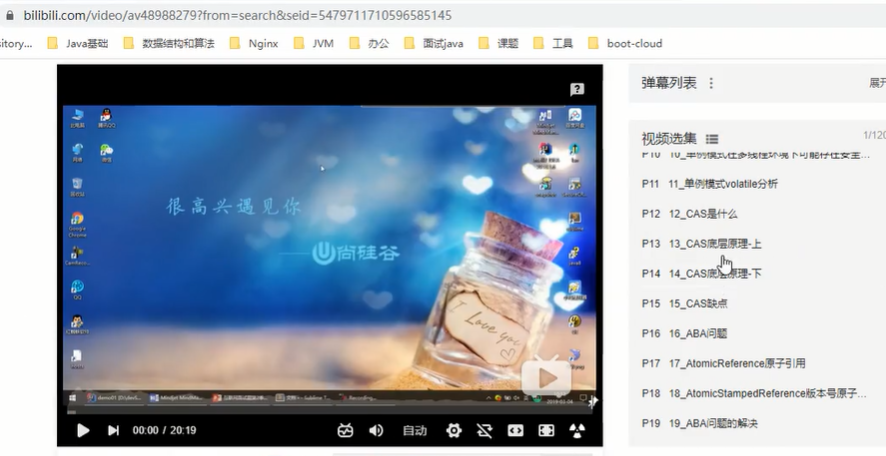 bilibili.com/video/av48988279?from=search&seid=5479711710596585145
itory...
Java基础
数据结构和算法
Nginx
JVM
办公
面试java
课题
工具
boot-cloud
弹幕列表
展开
视频选集
1/120
P10 10_单例模式在多线程环境下可能存在安全...
P11 11_单例模式volatile分析
P12 12_CAS是什么
P13 13_CAS底层原理-上
P14 14_CAS底层原理-下
P15 15_CAS缺点
P16 16_ABA问题
P17 17_AtomicReference原子引用
P18 18_AtomicStampedReference版本号原子...
P19 19_ABA问题的解决
很高兴遇见你
尚硅谷
I Love you
00:00 / 20:19
自动